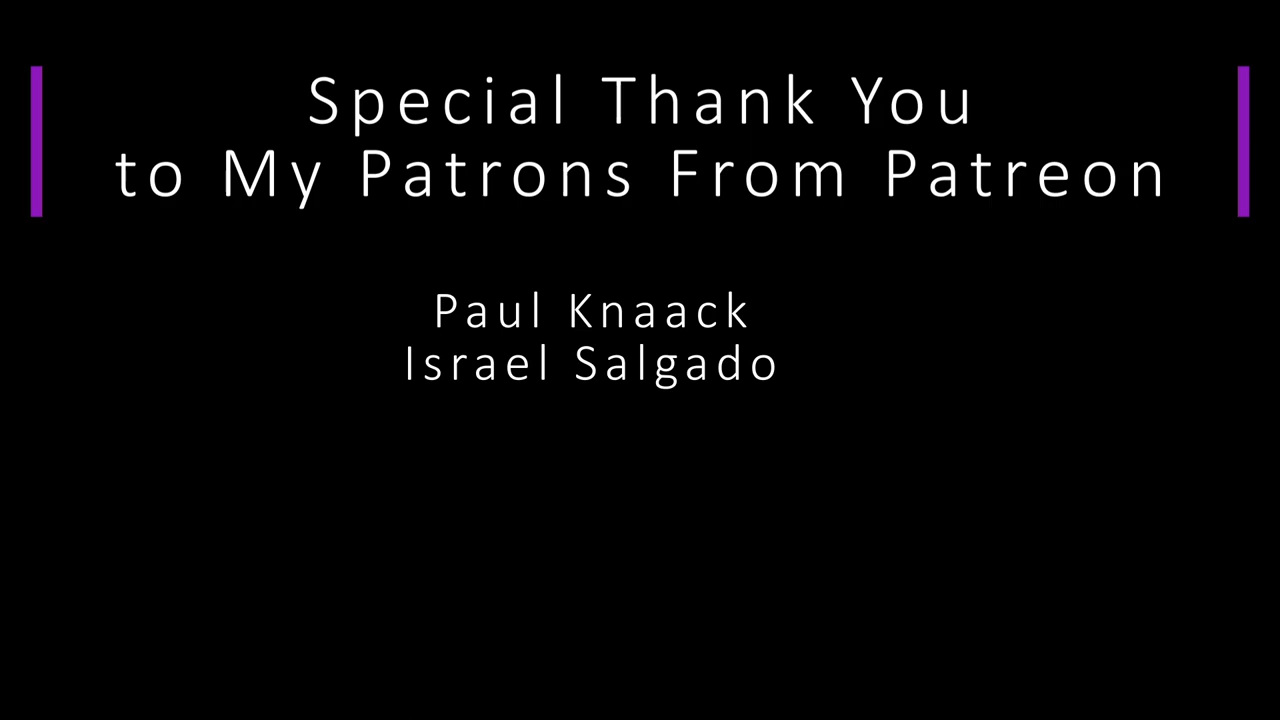 Special Thank You
to My Patrons From Patreon
Paul Knaack
Israel Salgado